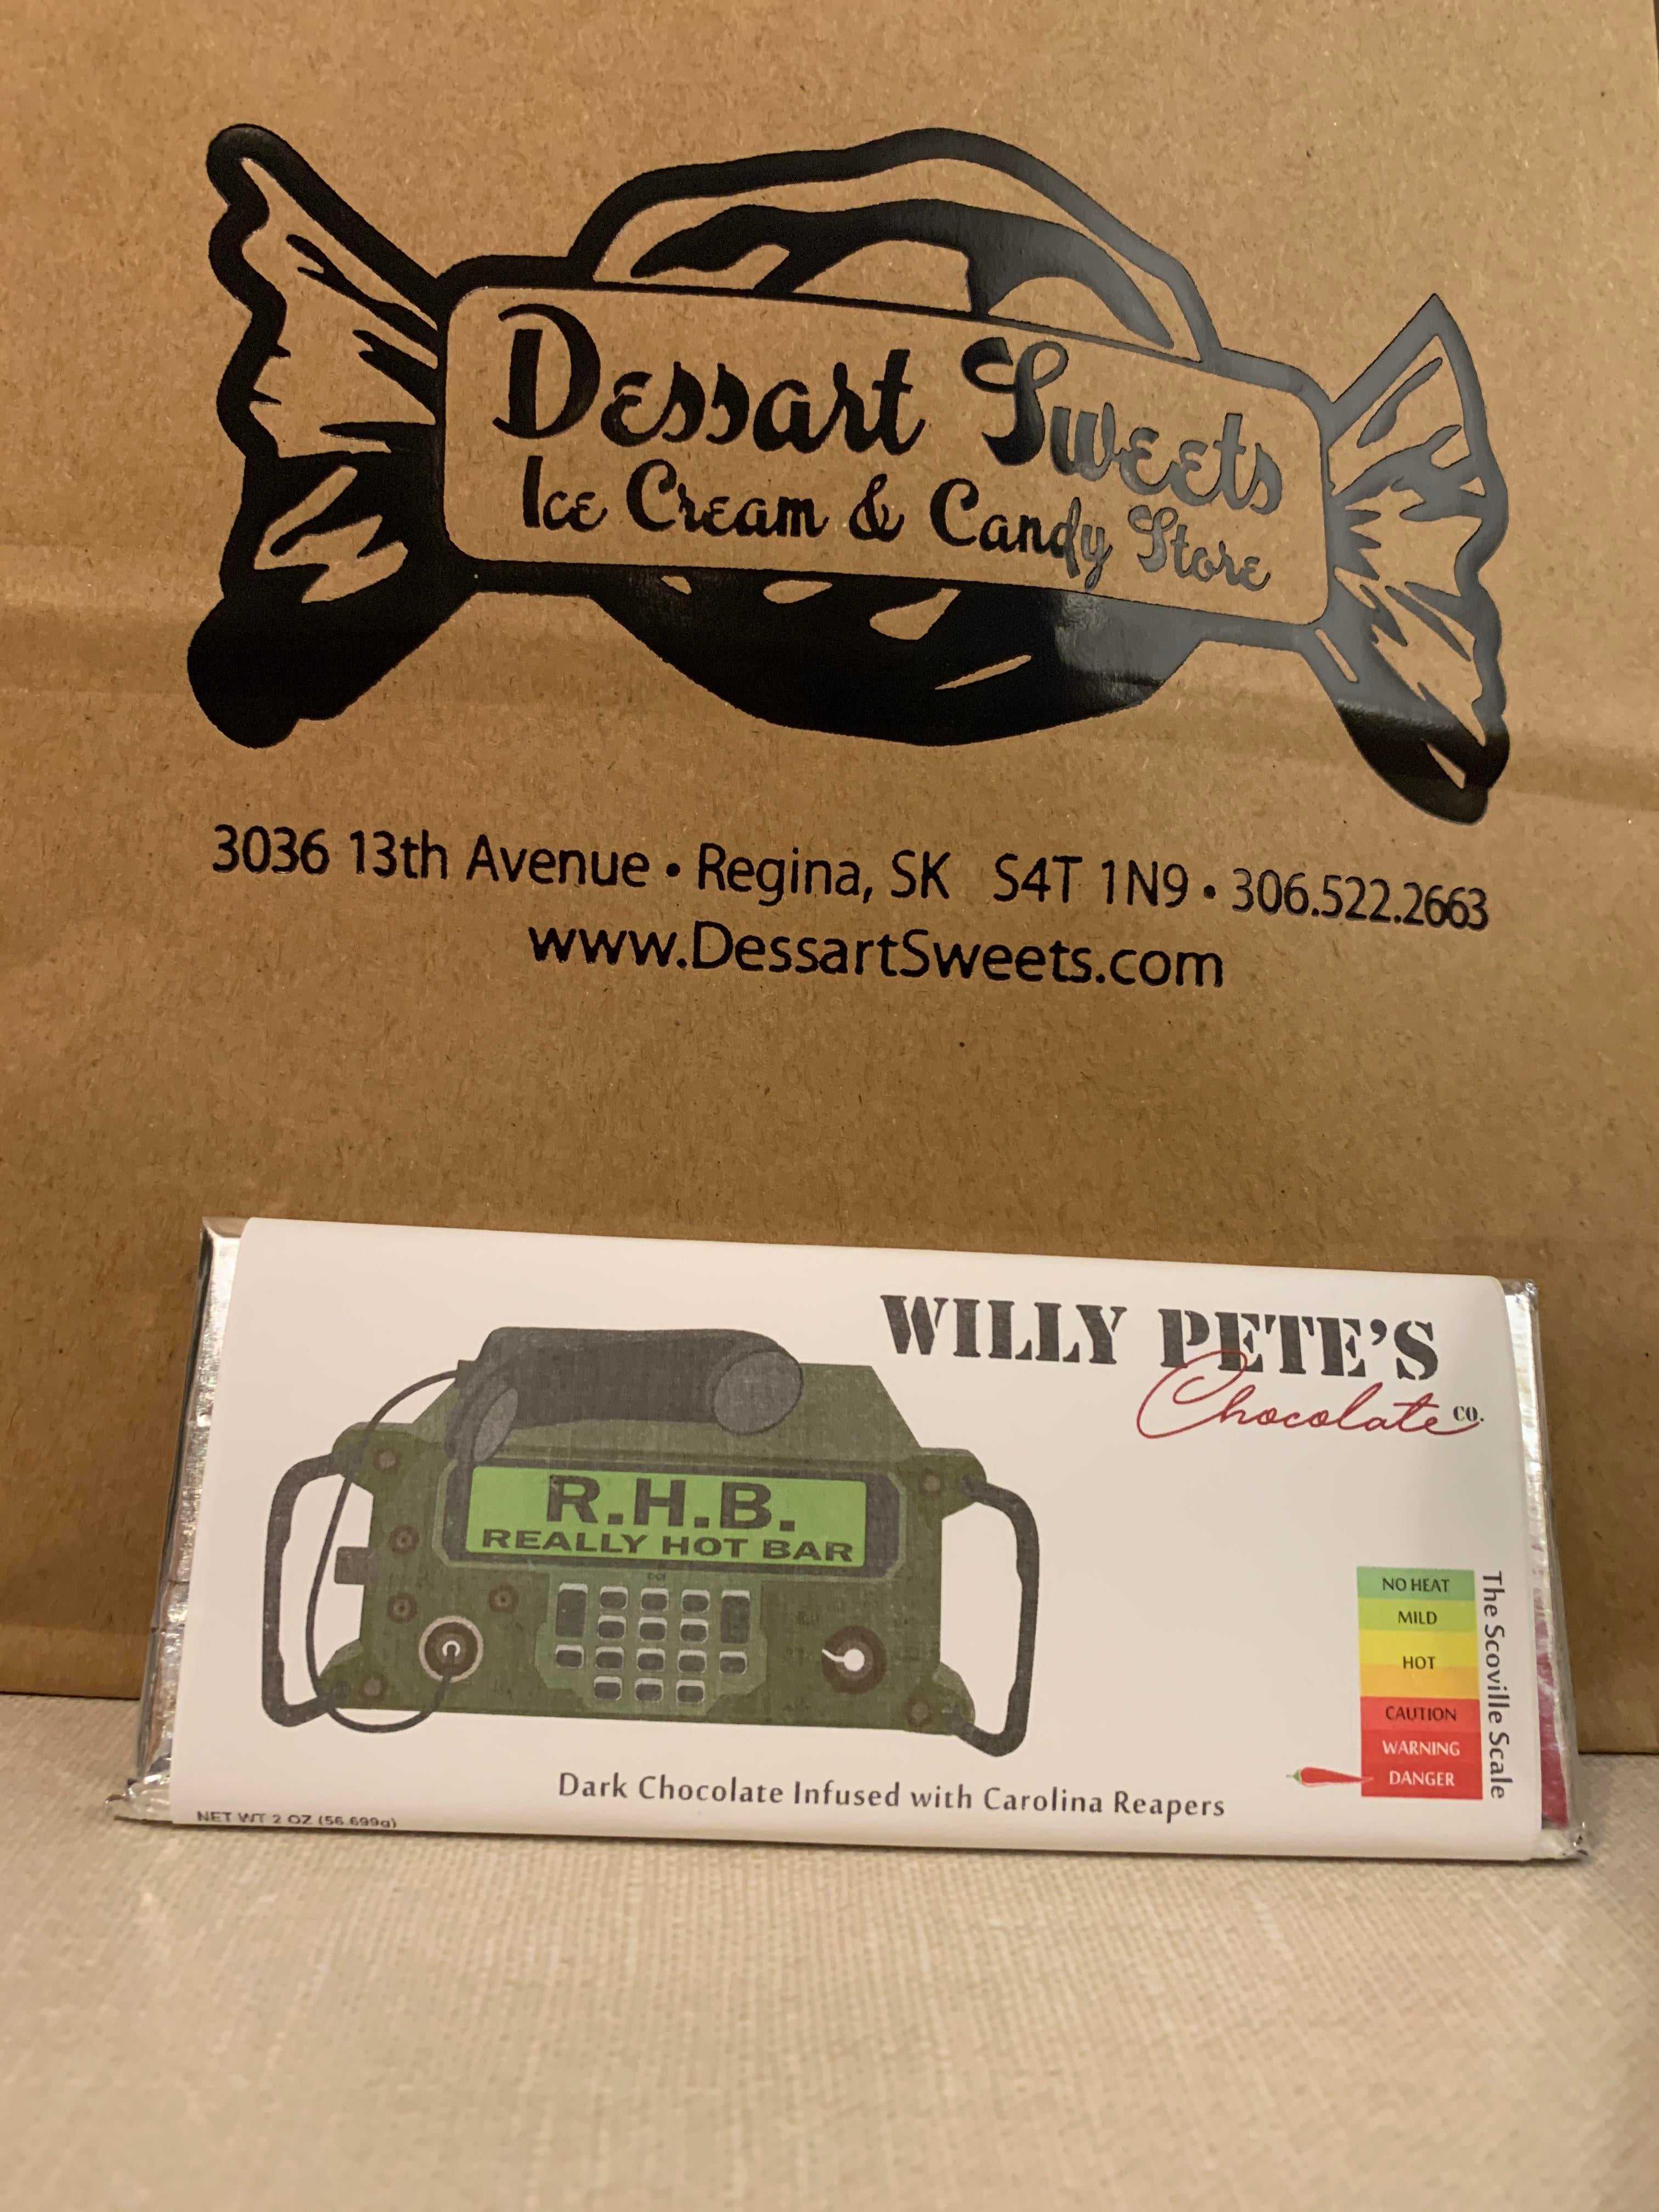 Dessart Sweets
Ice Cream & Candy Store
3036 13th Avenue • Regina, SK S4T 1N9 • 306.522.2663
www.DessartSweets.com
WILLY PETE'S
Chocolate CO.
R.H.B.
REALLY HOT BAR
NO HEAT
MILD
HOT
CAUTION
WARNING
DANGER
The Scoville Scale
Dark Chocolate Infused with Carolina Reapers
NET WT 2 OZ (56.699g)